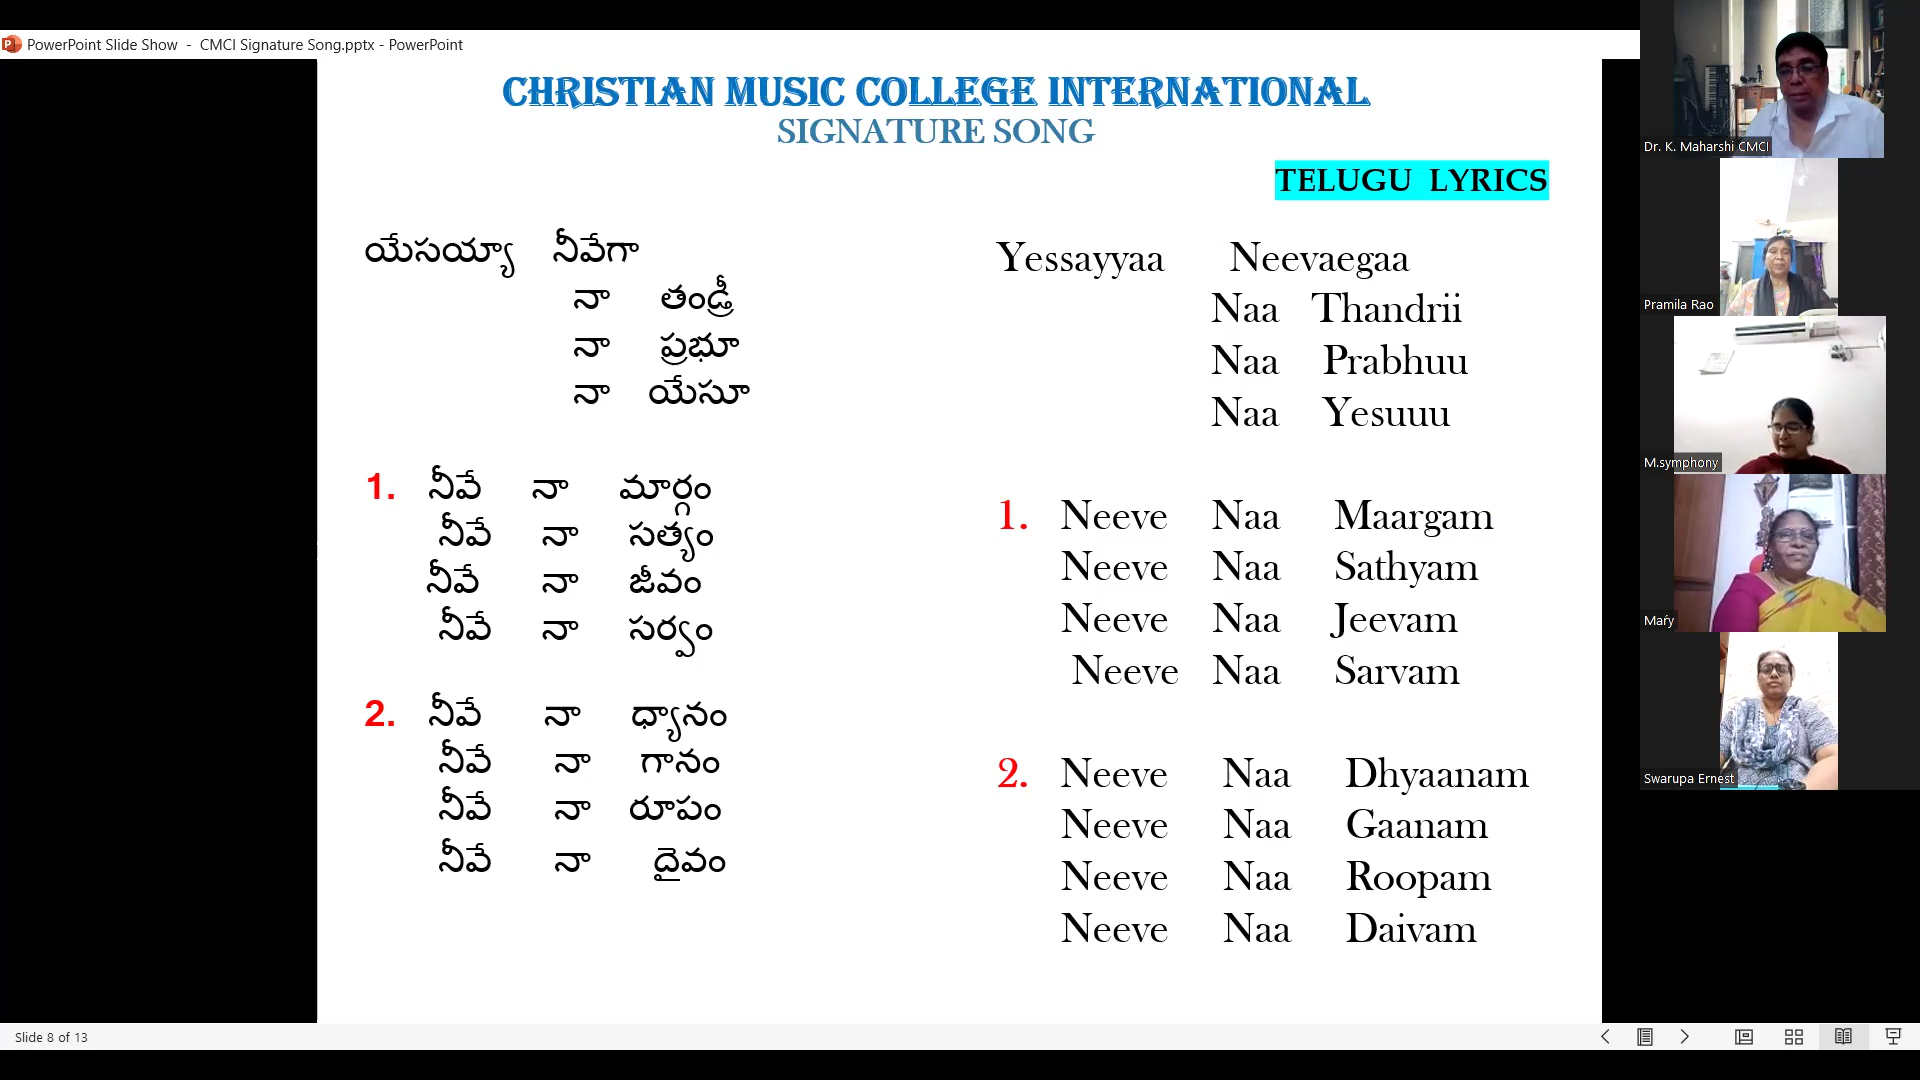 PowerPoint Slide Show - CMCI Signature Song.pptx - PowerPoint
CHRISTIAN MUSIC COLLEGE INTERNATIONAL
SIGNATURE SONG
TELUGU LYRICS
యేసయ్యా నీవేగా
నా తండ్రీ
నా ప్రభూ
నా యేసూ
1. నీవే నా మార్గం
నీవే నా సత్యం
నీవే నా జీవం
నీవే నా సర్వం
2. నీవే నా ధ్యానం
నీవే నా గానం
నీవే నా రూపం
నీవే నా దైవం
Yessayyaa Neevaegaa
Naa Thandrii
Naa Prabhuu
Naa Yesuuu
1. Neeve Naa Maargam
Neeve Naa Sathyam
Neeve Naa Jeevam
Neeve Naa Sarvam
2. Neeve Naa Dhyaanam
Neeve Naa Gaanam
Neeve Naa Roopam
Neeve Naa Daivam
Dr. K. Maharshi CMCI
Pramila Rao
M.symphony
Maŕy
Swarupa Ernest
Slide 8 of 13